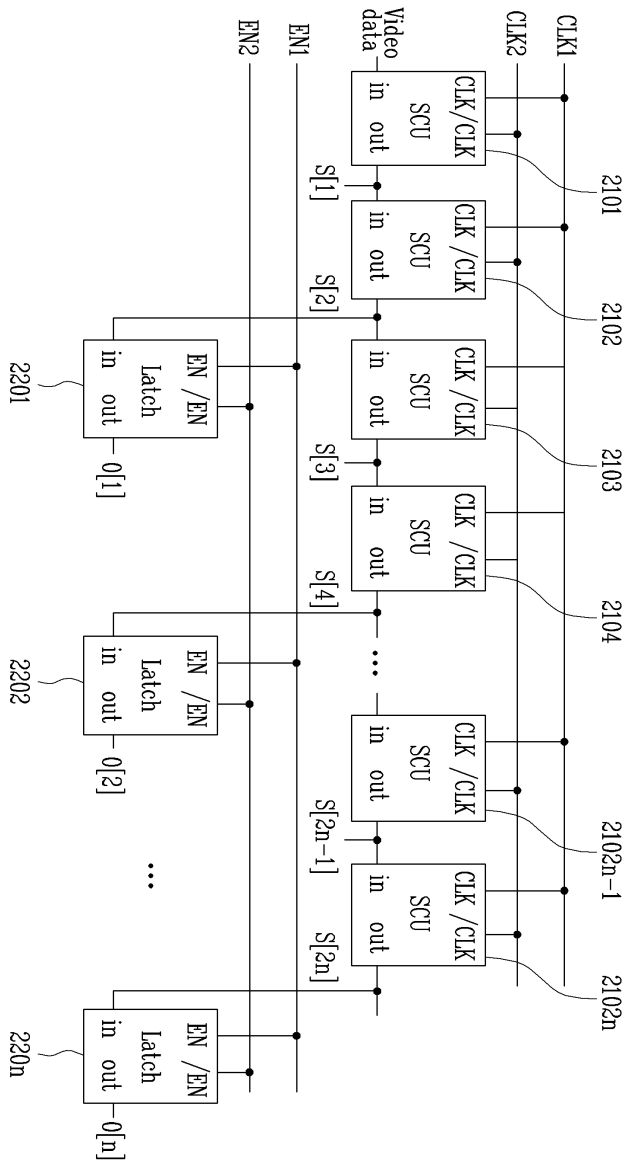 2101
2102
2103
2104
2102n-1
2102n
CLK1
CLK2
CLK/CLK
SCU
in out
CLK /CLK
SCU
in out
CLK /CLK
SCU
in out
CLK /CLK
SCU
in out
...
CLK /CLK
SCU
in out
CLK /CLK
SCU
in out
Video
data
S[1]
S[2]
S[3]
S[4]
S[2n-1]
S[2n]
EN1
EN2
EN /EN
Latch
in out
O[1]
EN /EN
Latch
in out
O[2]
...
EN /EN
Latch
in out
O[n]
2201
2202
220n